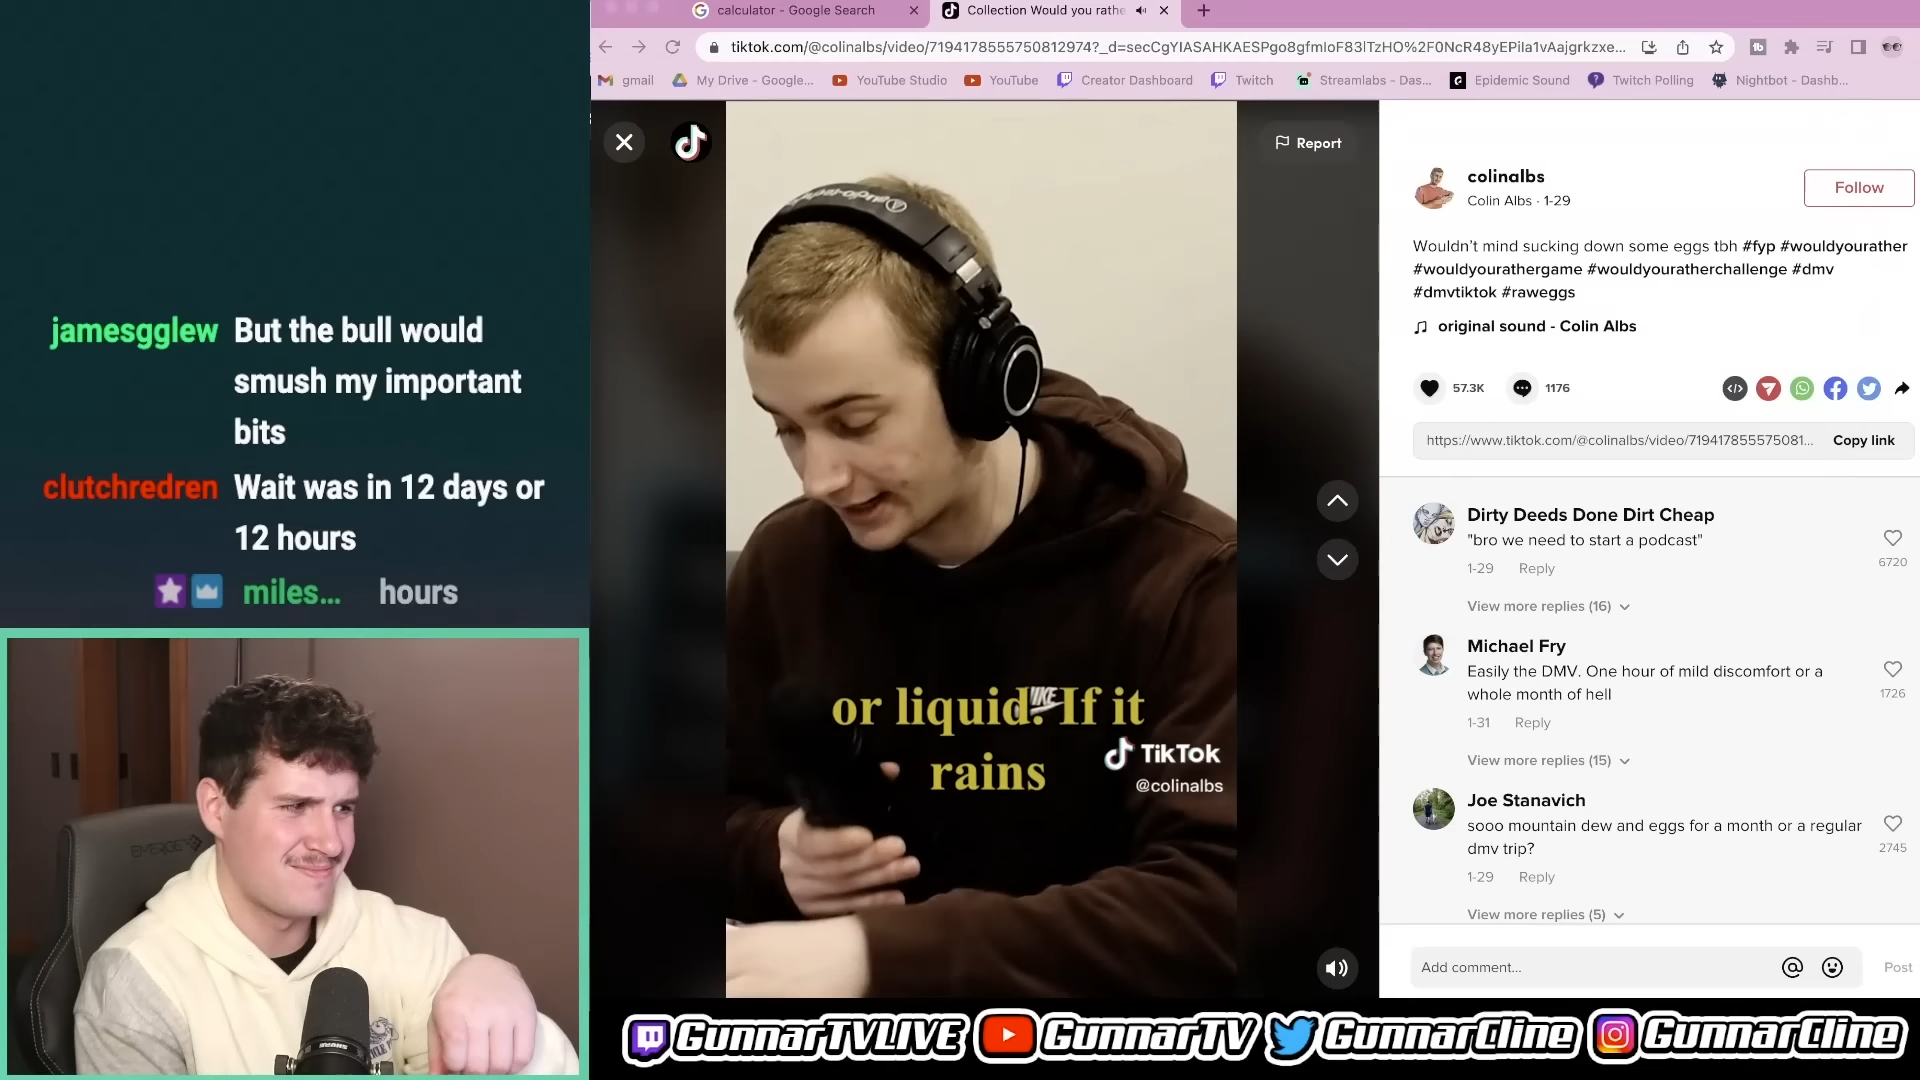 calculator - Google Search
Collection Would you rathe
tiktok.com/@colinalbs/video/7194178555750812974?_d=secCgYIASAHKAESPgo8gfmIoF83lTzHO%2F0NcR48yEPiIa1vAajgrkzxe...
gmail
My Drive - Google...
YouTube Studio
YouTube
Creator Dashboard
Twitch
Streamlabs - Das...
Epidemic Sound
Twitch Polling
Nightbot - Dashb...
Report
audio-technica
or liquid. If it
rains
NIKE
TikTok
@colinalbs
colinalbs
Colin Albs · 1-29
Follow
Wouldn't mind sucking down some eggs tbh #fyp #wouldyourather
#wouldyourathergame #wouldyouratherchallenge #dmv
#dmvtiktok #raweggs
original sound - Colin Albs
57.3K
1176
https://www.tiktok.com/@colinalbs/video/719417855575081...
Copy link
Dirty Deeds Done Dirt Cheap
"bro we need to start a podcast"
1-29 Reply
6720
View more replies (16)
Michael Fry
Easily the DMV. One hour of mild discomfort or a
whole month of hell
1726
1-31 Reply
View more replies (15)
Joe Stanavich
sooo mountain dew and eggs for a month or a regular
dmv trip?
2745
1-29 Reply
View more replies (5)
Add comment...
Post
jamesgglew But the bull would
smush my important
bits
clutchredren Wait was in 12 days or
12 hours
miles... hours
EMERGE
SHURE
GunnarTVLIVE
GunnarTV
GunnarCline
GunnarCline